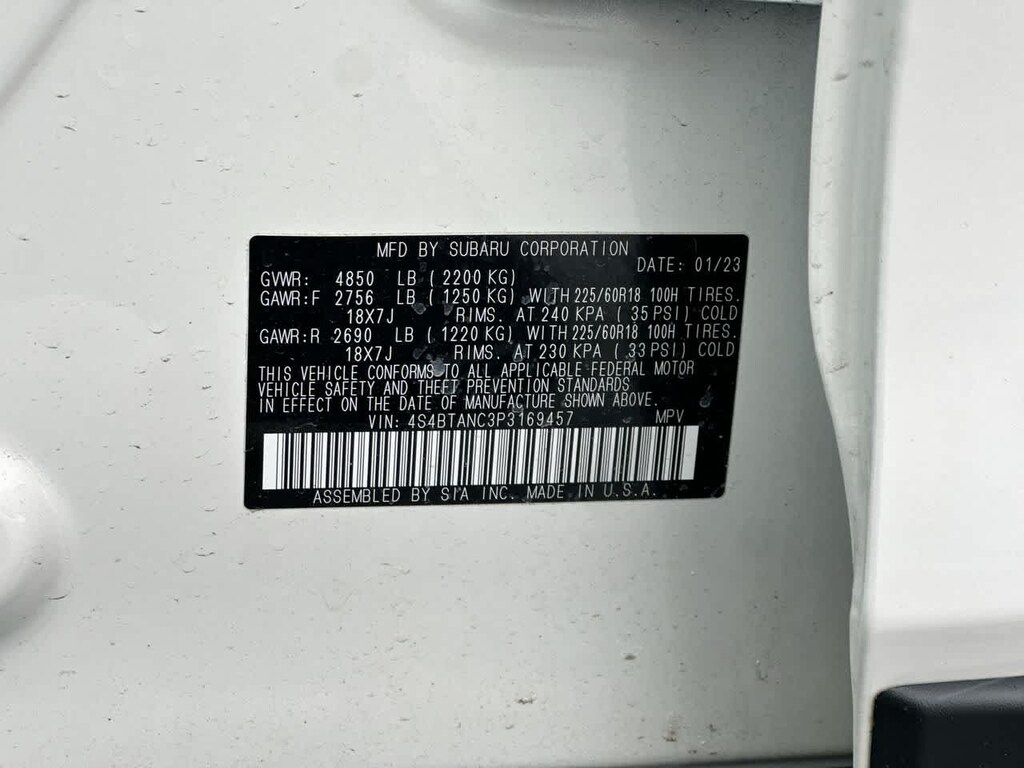 MFD BY SUBARU CORPORATION
DATE: 01/23
GVWR: 4850 LB (2200 KG)
GAWR:F 2756 LB (1250 KG) WITH 225/60R18 100H TIRES.
18X7J RIMS. AT 240 KPA (35 PSI) COLD
GAWR:R 2690 LB (1220 KG) WITH 225/60R18 100H TIRES.
18X7J RIMS. AT 230 KPA (33 PSI) COLD
THIS VEHICLE CONFORMS TO ALL APPLICABLE FEDERAL MOTOR
VEHICLE SAFETY AND THEFT PREVENTION STANDARDS
IN EFFECT ON THE DATE OF MANUFACTURE SHOWN ABOVE.
VIN: 4S4BTANC3P3169457 MPV
ASSEMBLED BY SIA INC. MADE IN U.S.A.